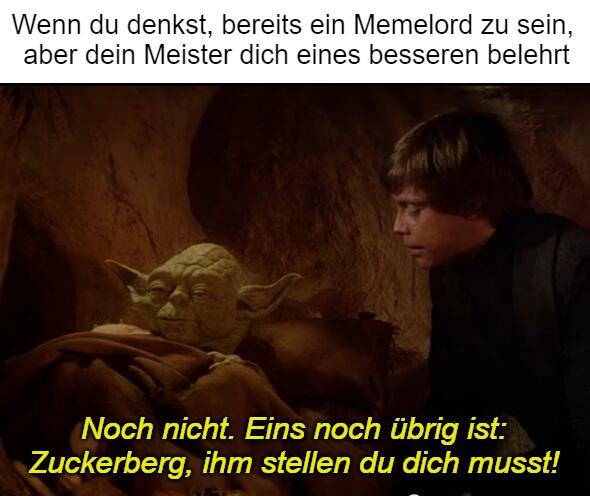 Wenn du denkst, bereits ein Memelord zu sein,
aber dein Meister dich eines besseren belehrt
Noch nicht. Eins noch übrig ist:
Zuckerberg, ihm stellen du dich musst!